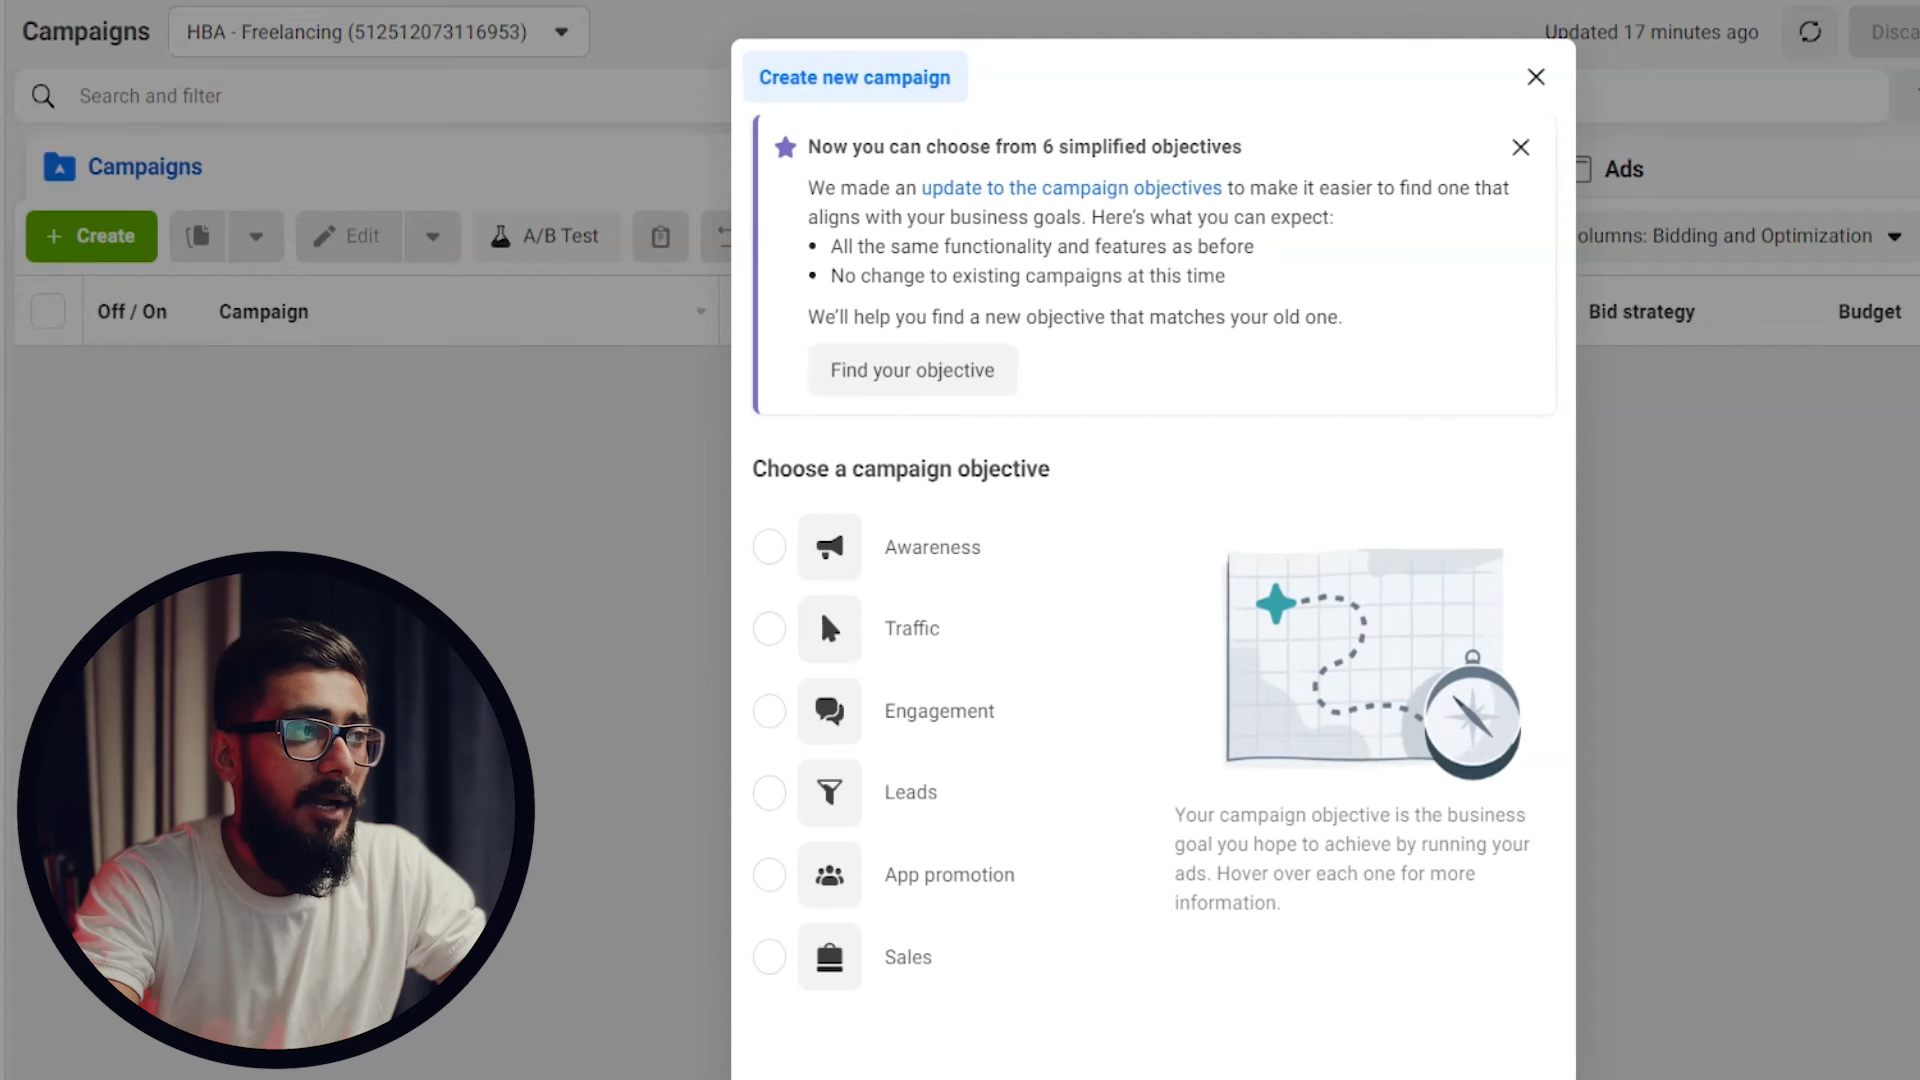 Campaigns
HBA - Freelancing (512512073116953)
Updated 17 minutes ago
Disca
Search and filter
Create new campaign
Now you can choose from 6 simplified objectives
We made an update to the campaign objectives to make it easier to find one that
aligns with your business goals. Here's what you can expect:
• All the same functionality and features as before
• No change to existing campaigns at this time
We'll help you find a new objective that matches your old one.
Find your objective
Campaigns
Ads
+ Create
Edit
A/B Test
olumns: Bidding and Optimization
Off / On
Campaign
Bid strategy
Budget
Choose a campaign objective
Awareness
Traffic
Engagement
Leads
App promotion
Sales
Your campaign objective is the business
goal you hope to achieve by running your
ads. Hover over each one for more
information.